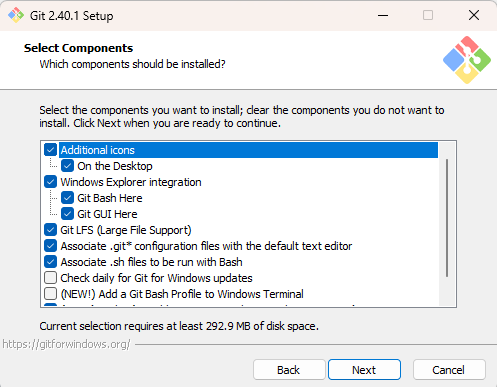 Git 2.40.1 Setup
Select Components
Which components should be installed?
Select the components you want to install; clear the components you do not want to
install. Click Next when you are ready to continue.
Additional icons
On the Desktop
Windows Explorer integration
Git Bash Here
Git GUI Here
Git LFS (Large File Support)
Associate .git* configuration files with the default text editor
Associate .sh files to be run with Bash
Check daily for Git for Windows updates
(NEW!) Add a Git Bash Profile to Windows Terminal
Current selection requires at least 292.9 MB of disk space.
https://gitforwindows.org/
Back
Next
Cancel